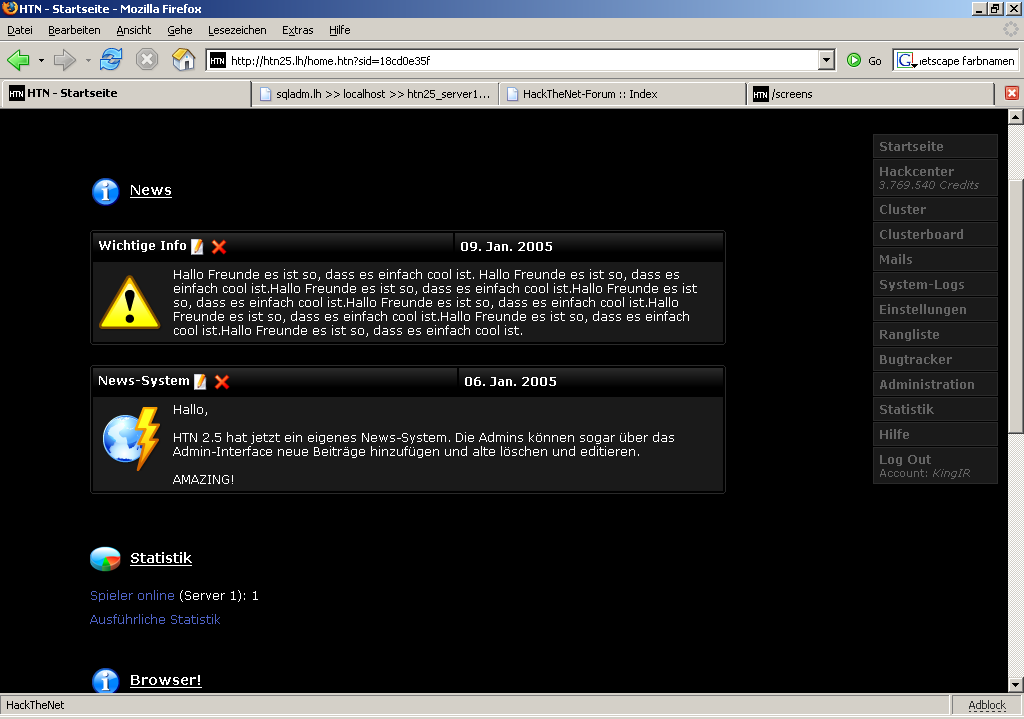 HTN - Startseite - Mozilla Firefox
Datei Bearbeiten Ansicht Gehe Lesezeichen Extras Hilfe
HTN http://htn25.lh/home.htn?sid=18cd0e35f Go G etscape farbnamen
HTN HTN - Startseite sqladm.lh >> localhost >> htn25_server1... HackTheNet-Forum :: Index HTN /screens
News
Wichtige Info 09. Jan. 2005
Hallo Freunde es ist so, dass es einfach cool ist. Hallo Freunde es ist so, dass es
einfach cool ist.Hallo Freunde es ist so, dass es einfach cool ist.Hallo Freunde es ist
so, dass es einfach cool ist.Hallo Freunde es ist so, dass es einfach cool ist.Hallo
Freunde es ist so, dass es einfach cool ist.Hallo Freunde es ist so, dass es einfach
cool ist.Hallo Freunde es ist so, dass es einfach cool ist.
News-System 06. Jan. 2005
Hallo,
HTN 2.5 hat jetzt ein eigenes News-System. Die Admins können sogar über das
Admin-Interface neue Beiträge hinzufügen und alte löschen und editieren.
AMAZING!
Statistik
Spieler online (Server 1): 1
Ausführliche Statistik
Browser!
Startseite
Hackcenter
3.769.540 Credits
Cluster
Clusterboard
Mails
System-Logs
Einstellungen
Rangliste
Bugtracker
Administration
Statistik
Hilfe
Log Out
Account: KingIR
HackTheNet Adblock